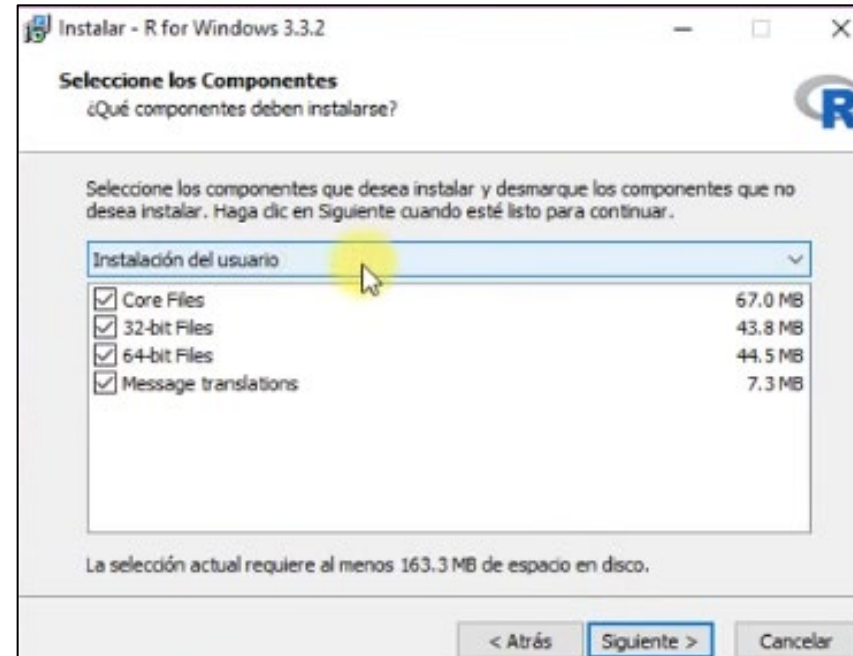 Instalar - R for Windows 3.3.2
Seleccione los Componentes
¿Qué componentes deben instalarse?
R
Seleccione los componentes que desea instalar y desmarque los componentes que no
desea instalar. Haga clic en Siguiente cuando esté listo para continuar.
Instalación del usuario
Core Files 67.0 MB
32-bit Files 43.8 MB
64-bit Files 44.5 MB
Message translations 7.3 MB
La selección actual requiere al menos 163.3 MB de espacio en disco.
< Atrás Siguiente > Cancelar